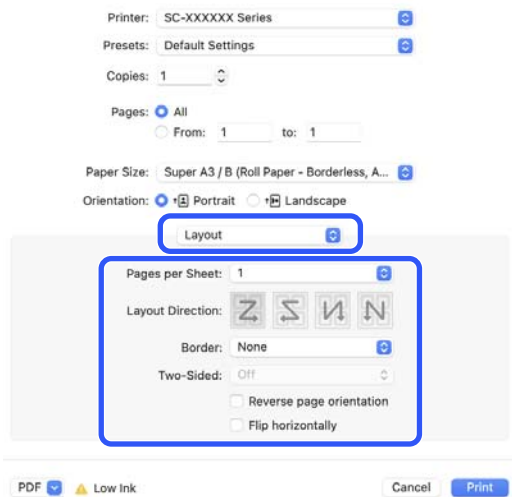 Printer: SC-XXXXXX Series
Presets: Default Settings
Copies: 1
Pages: All
From: 1 to: 1
Paper Size: Super A3 / B (Roll Paper - Borderless, A...
Orientation: Portrait Landscape
Layout
Pages per Sheet: 1
Layout Direction:
Border: None
Two-Sided: Off
Reverse page orientation
Flip horizontally
PDF Low Ink Cancel Print